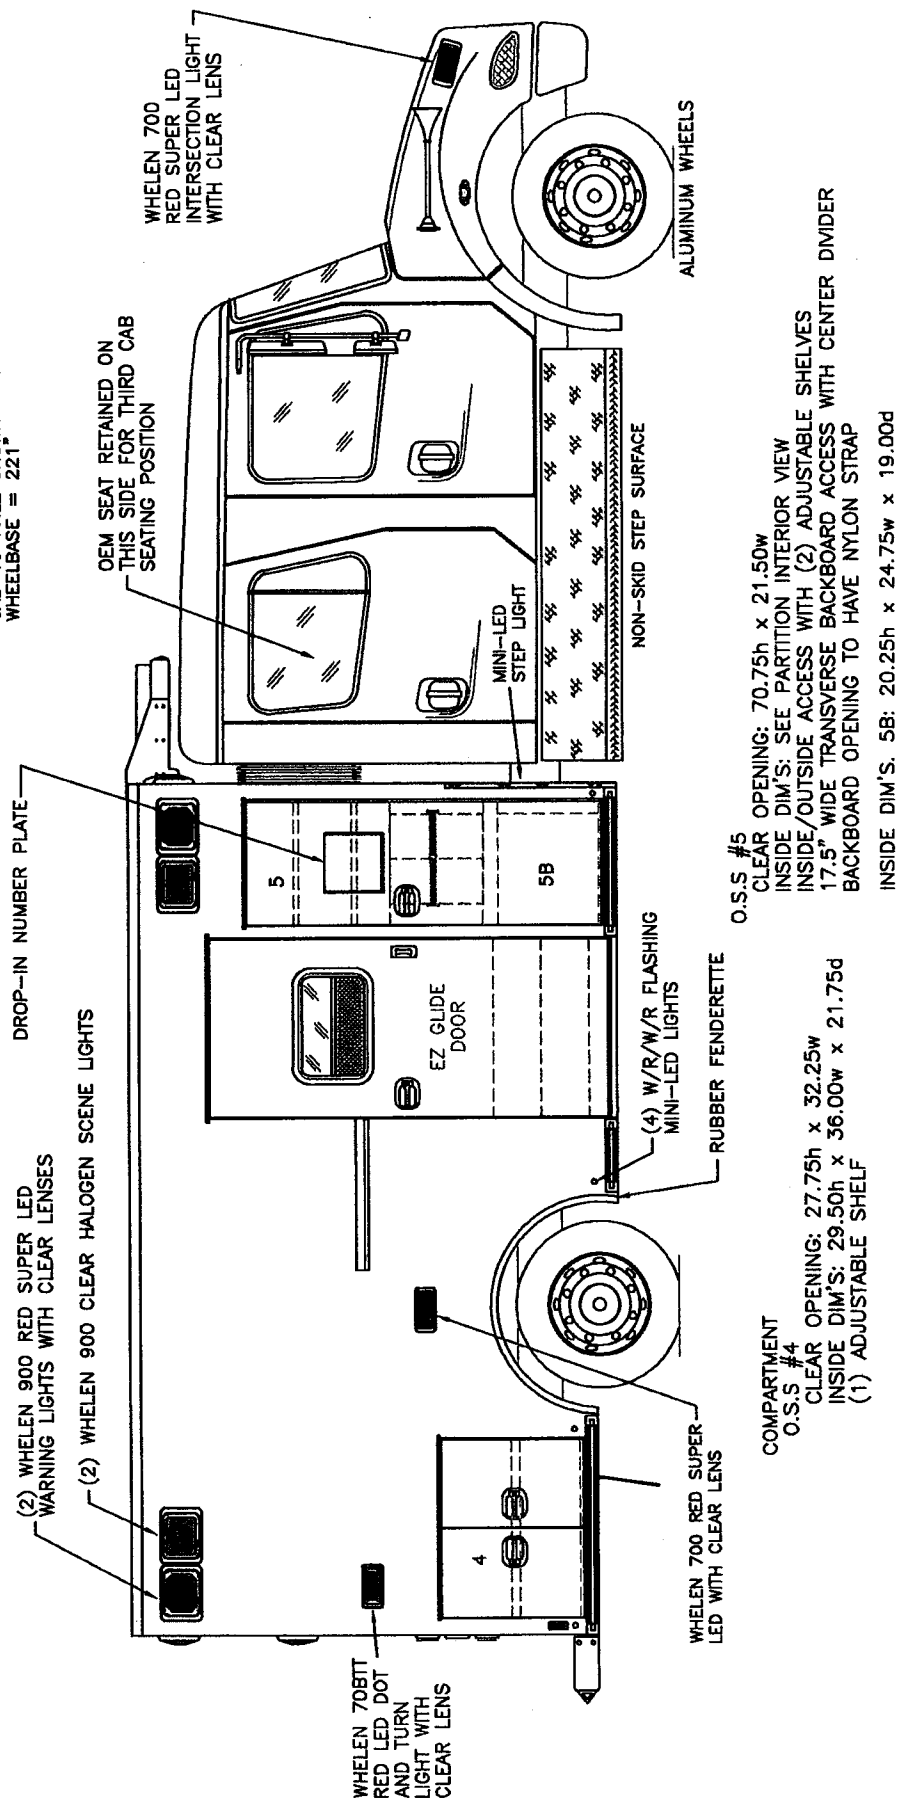 WHEELBASE = 221"
WHELEN 700
RED SUPER LED
INTERSECTION LIGHT
WITH CLEAR LENS
OEM SEAT RETAINED ON
THIS SIDE FOR THIRD CAB
SEATING POSITION
DROP-IN NUMBER PLATE
(2) WHELEN 900 RED SUPER LED
WARNING LIGHTS WITH CLEAR LENSES
(2) WHELEN 900 CLEAR HALOGEN SCENE LIGHTS
WHELEN 70BTT
RED LED DOT
AND TURN
LIGHT WITH
CLEAR LENS
4
EZ GLIDE
DOOR
5
5B
MINI-LED
STEP LIGHT
NON-SKID STEP SURFACE
ALUMINUM WHEELS
WHELEN 700 RED SUPER-
LED WITH CLEAR LENS
(4) W/R/W/R FLASHING
MINI-LED LIGHTS
RUBBER FENDERETTE
COMPARTMENT
O.S.S #4
CLEAR OPENING: 27.75h x 32.25w
INSIDE DIM'S: 29.50h x 36.00w x 21.75d
(1) ADJUSTABLE SHELF
O.S.S #5
CLEAR OPENING: 70.75h x 21.50w
INSIDE DIM'S: SEE PARTITION INTERIOR VIEW
INSIDE/OUTSIDE ACCESS WITH (2) ADJUSTABLE SHELVES
17.5" WIDE TRANSVERSE BACKBOARD ACCESS WITH CENTER DIVIDER
BACKBOARD OPENING TO HAVE NYLON STRAP
INSIDE DIM'S. 5B: 20.25h x 24.75w x 19.00d